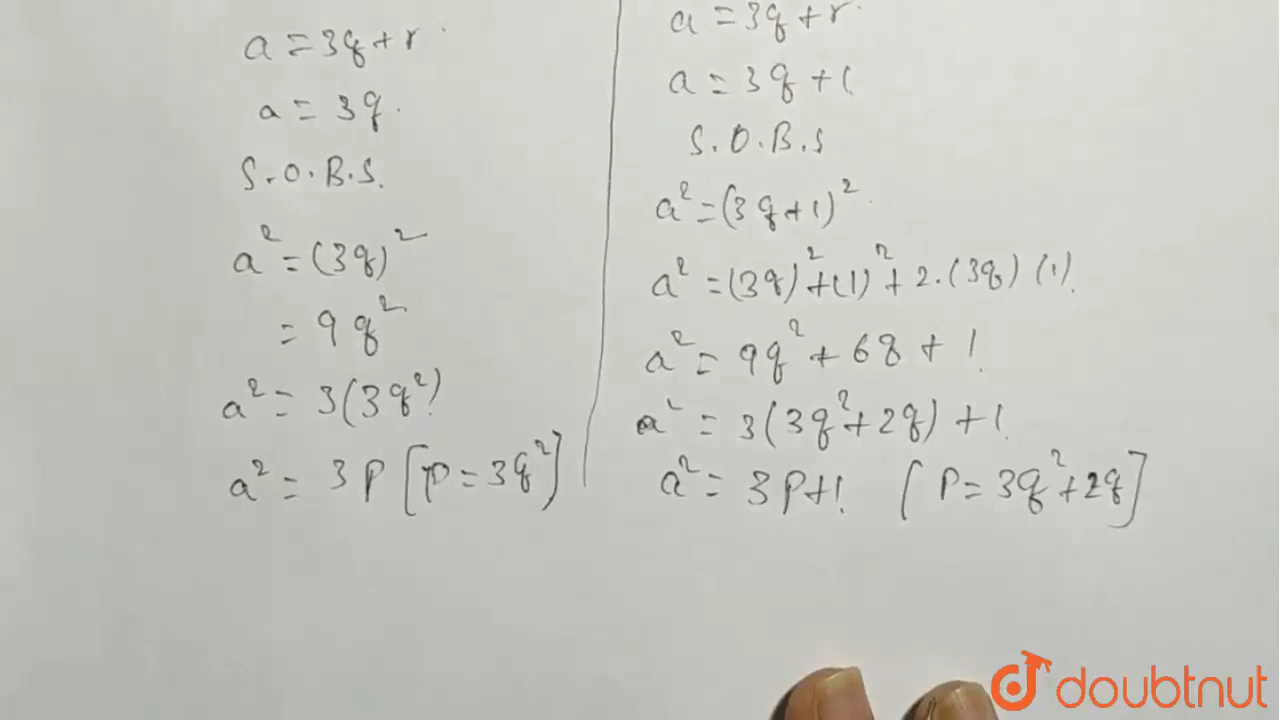 a = 3q + r
a = 3q.
S.O.B.S.
a² = (3q)²
= 9q²
a² = 3(3q²)
a² = 3P [P = 3q²]
a = 3q + r.
a = 3q + 1
S.O.B.S
a² = (3q + 1)²
a² = (3q)² + (1)² + 2.(3q)(1).
a² = 9q² + 6q + 1.
a² = 3(3q² + 2q) + 1.
a² = 3P + 1. [P = 3q² + 2q]
doubtnut